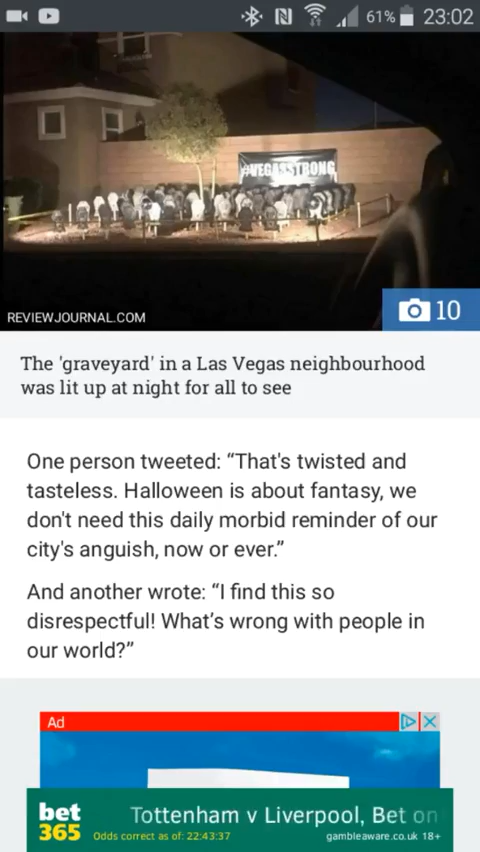 61% 23:02
#VEGASSTRONG
REVIEWJOURNAL.COM
10
The 'graveyard' in a Las Vegas neighbourhood
was lit up at night for all to see
One person tweeted: “That's twisted and
tasteless. Halloween is about fantasy, we
don't need this daily morbid reminder of our
city's anguish, now or ever.”
And another wrote: “I find this so
disrespectful! What’s wrong with people in
our world?”
Ad
bet
365
Tottenham v Liverpool, Bet on
Odds correct as of: 22:43:37
gambleaware.co.uk 18+